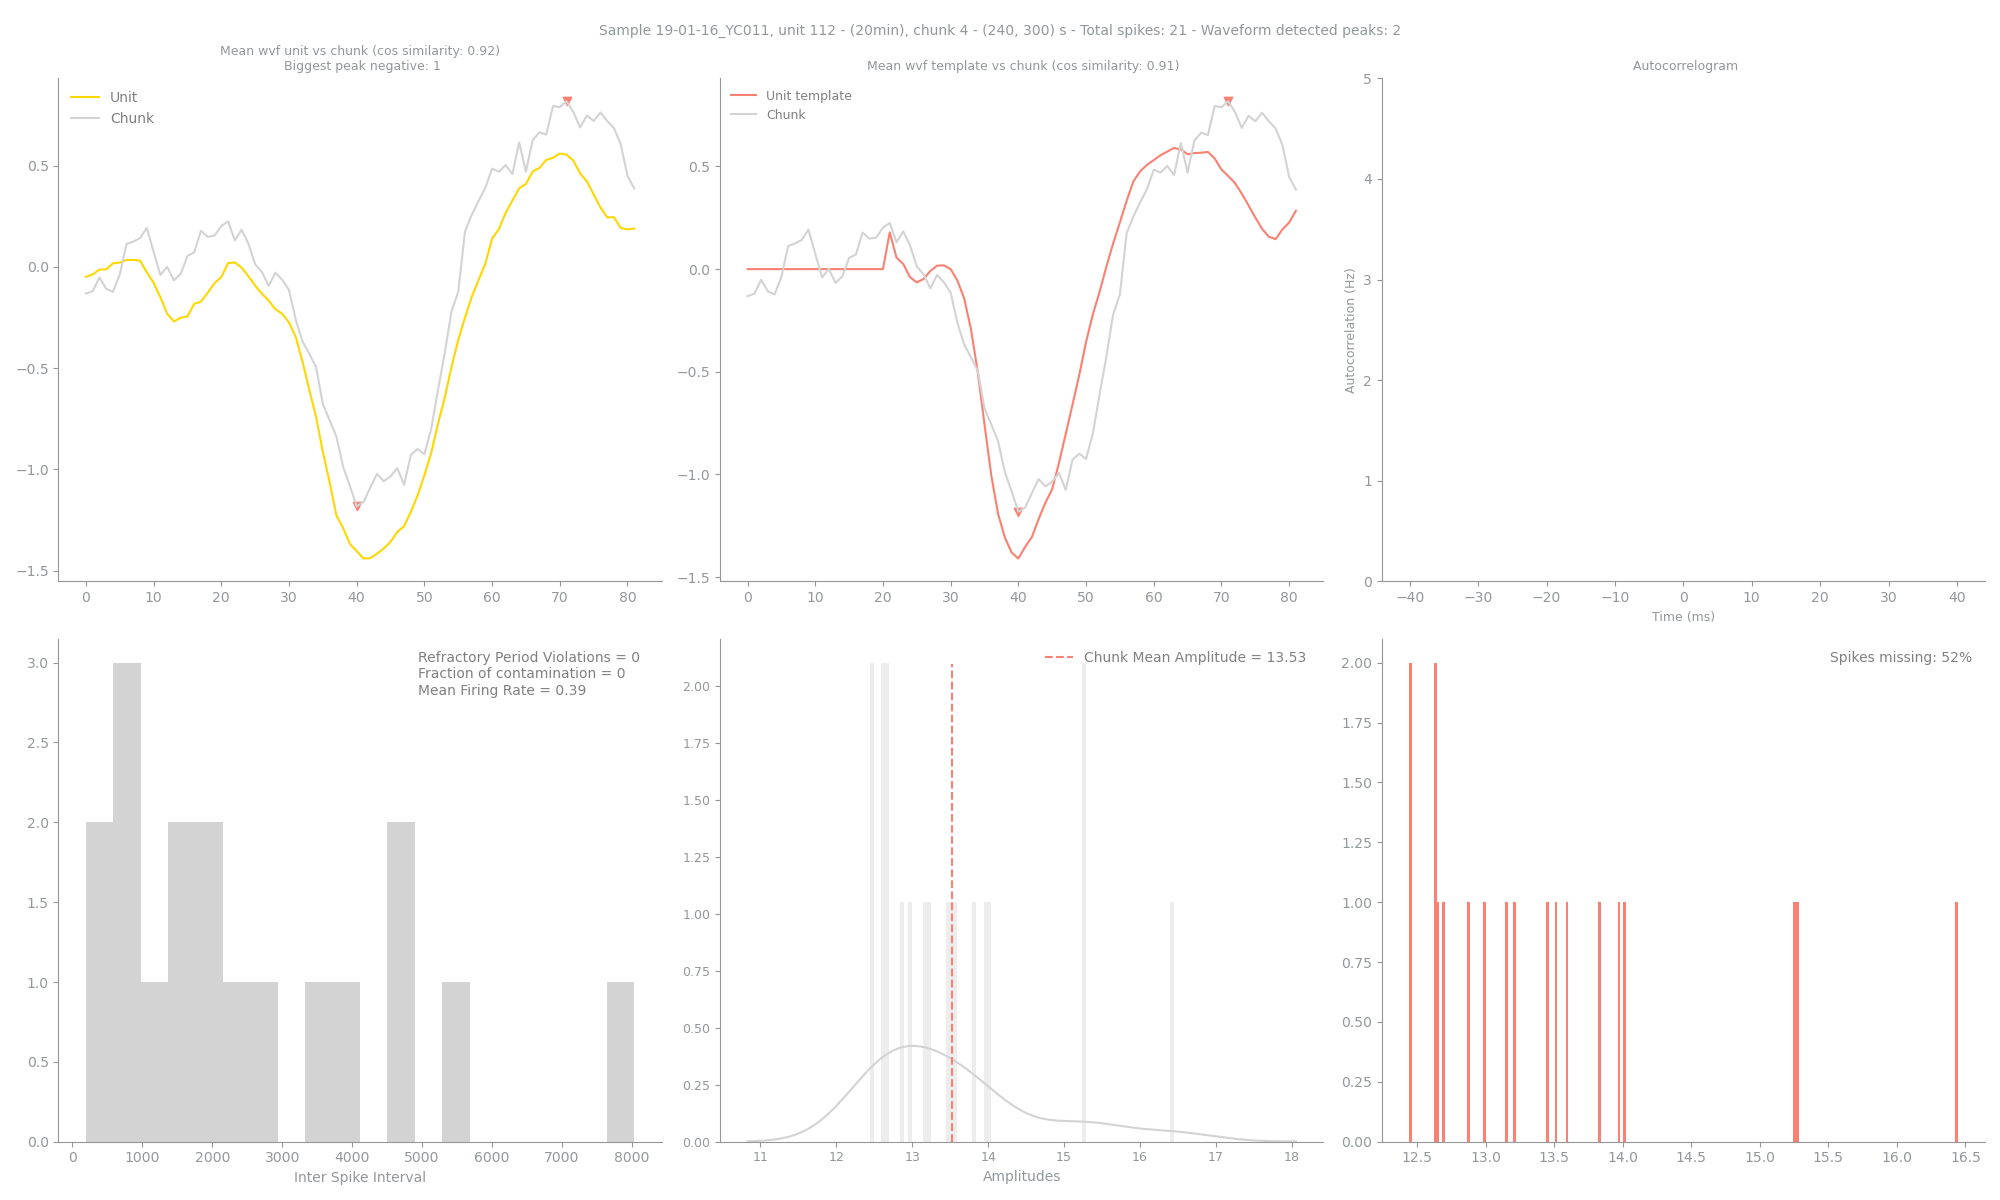 Sample 19-01-16_YC011, unit 112 - (20min), chunk 4 - (240, 300) s - Total spikes: 21 - Waveform detected peaks: 2
Mean wvf unit vs chunk (cos similarity: 0.92)
Biggest peak negative: 1
Unit
Chunk
0.5
0.0
−0.5
−1.0
−1.5
0 10 20 30 40 50 60 70 80
Mean wvf template vs chunk (cos similarity: 0.91)
Unit template
Chunk
0.5
0.0
−0.5
−1.0
−1.5
0 10 20 30 40 50 60 70 80
Autocorrelogram
Autocorrelation (Hz)
5
4
3
2
1
0
−40 −30 −20 −10 0 10 20 30 40
Time (ms)
Refractory Period Violations = 0
Fraction of contamination = 0
Mean Firing Rate = 0.39
3.0
2.5
2.0
1.5
1.0
0.5
0.0
0 1000 2000 3000 4000 5000 6000 7000 8000
Inter Spike Interval
Chunk Mean Amplitude = 13.53
2.00
1.75
1.50
1.25
1.00
0.75
0.50
0.25
0.00
11 12 13 14 15 16 17 18
Amplitudes
Spikes missing: 52%
2.00
1.75
1.50
1.25
1.00
0.75
0.50
0.25
0.00
12.5 13.0 13.5 14.0 14.5 15.0 15.5 16.0 16.5